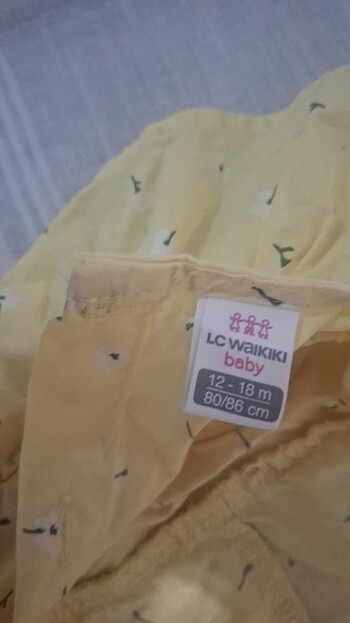 LC WAIKIKI
baby
12 - 18 m
80/86 cm